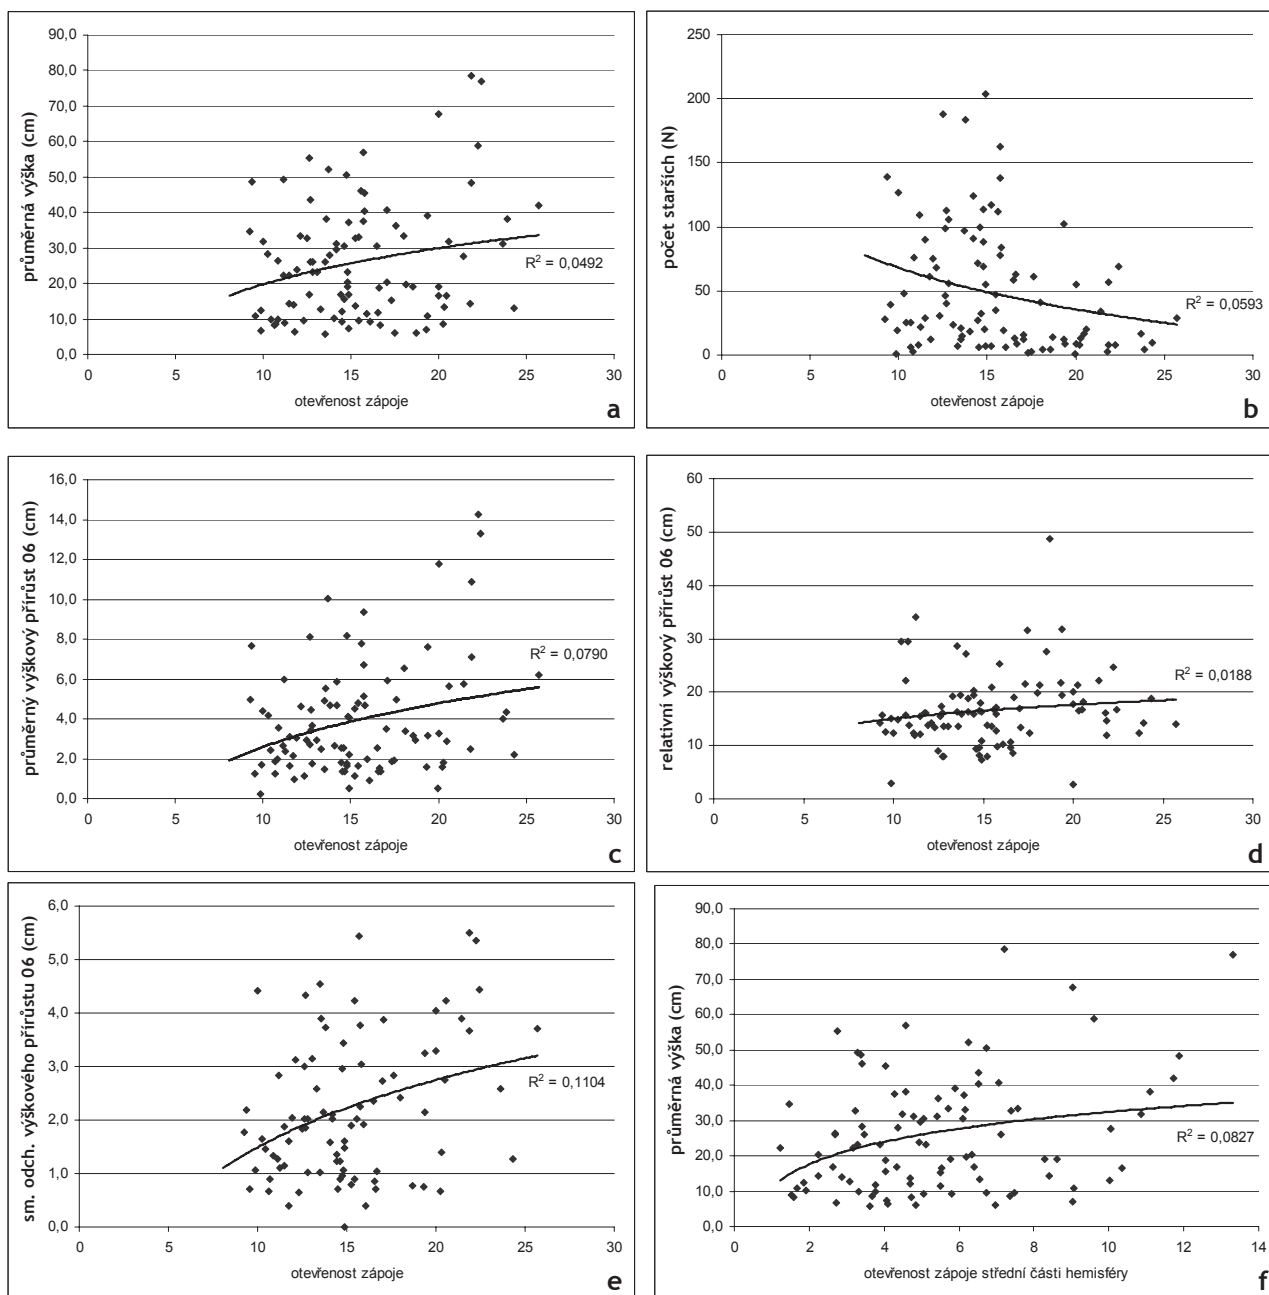 90,0
80,0
70,0
60,0
50,0
40,0
30,0
20,0
10,0
0,0
průměrná výška (cm)
R² = 0,0492
0 5 10 15 20 25 30
otevřenost zápoje
a
250
200
150
100
50
0
počet starších (N)
R² = 0,0593
0 5 10 15 20 25 30
otevřenost zápoje
b
16,0
14,0
12,0
10,0
8,0
6,0
4,0
2,0
0,0
průměrný výškový přírůst 06 (cm)
R² = 0,0790
0 5 10 15 20 25 30
otevřenost zápoje
c
60
50
40
30
20
10
0
relativní výškový přírůst 06 (cm)
R² = 0,0188
0 5 10 15 20 25 30
otevřenost zápoje
d
6,0
5,0
4,0
3,0
2,0
1,0
0,0
sm. odch. výškového přírůstu 06 (cm)
R² = 0,1104
0 5 10 15 20 25 30
otevřenost zápoje
e
90,0
80,0
70,0
60,0
50,0
40,0
30,0
20,0
10,0
0,0
průměrná výška (cm)
R² = 0,0827
0 2 4 6 8 10 12 14
otevřenost zápoje střední části hemisféry
f